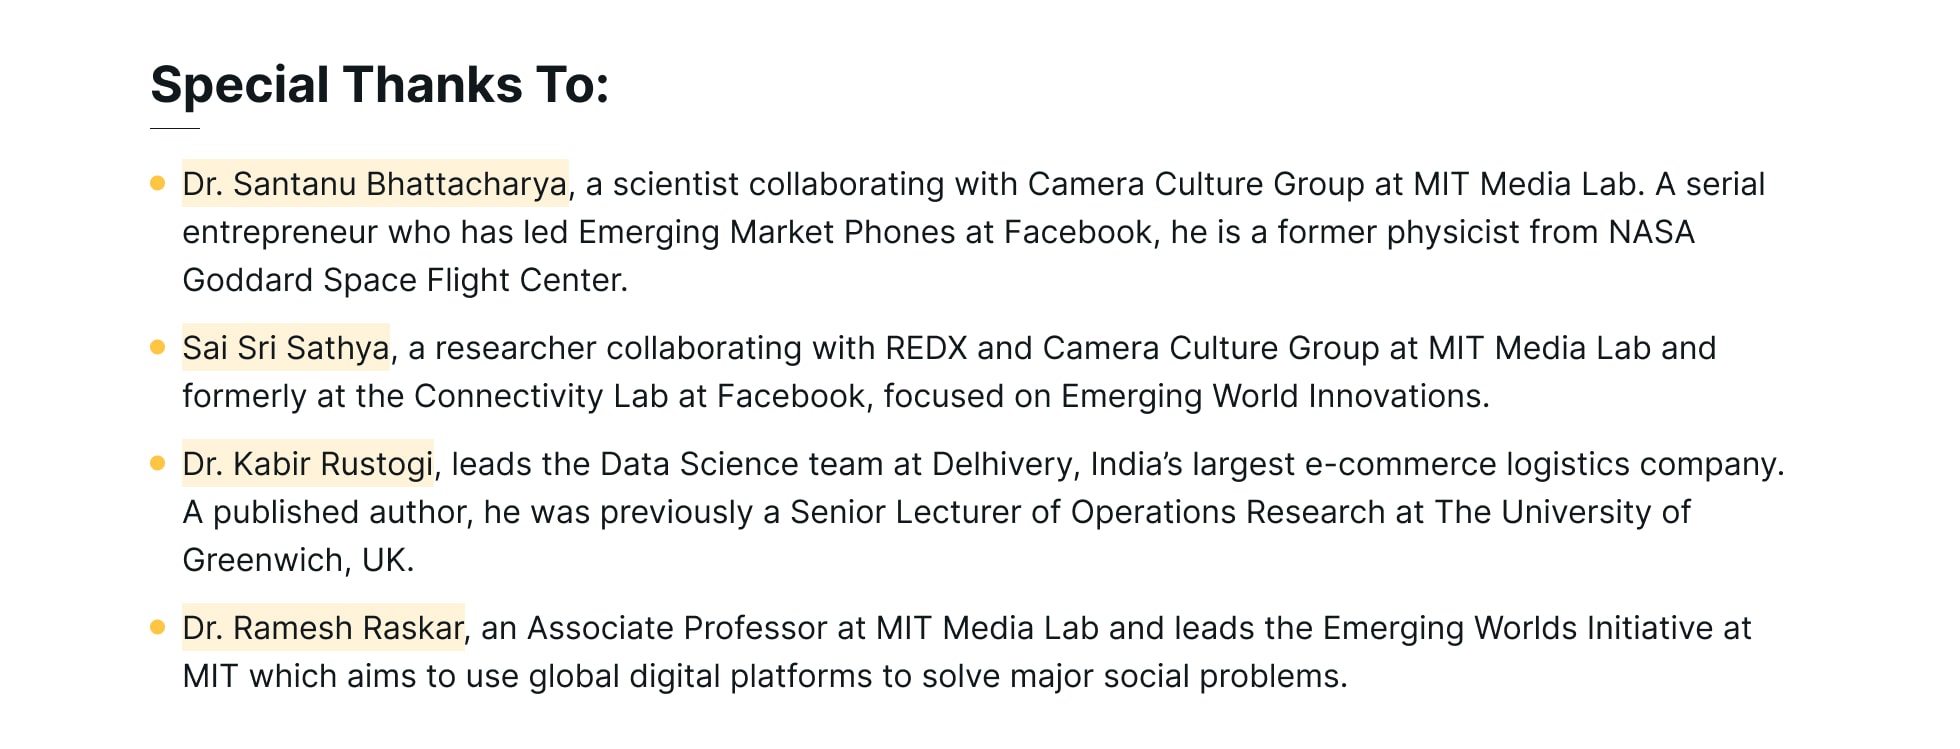 Special Thanks To:
Dr. Santanu Bhattacharya, a scientist collaborating with Camera Culture Group at MIT Media Lab. A serial
entrepreneur who has led Emerging Market Phones at Facebook, he is a former physicist from NASA
Goddard Space Flight Center.
Sai Sri Sathya, a researcher collaborating with REDX and Camera Culture Group at MIT Media Lab and
formerly at the Connectivity Lab at Facebook, focused on Emerging World Innovations.
Dr. Kabir Rustogi, leads the Data Science team at Delhivery, India’s largest e-commerce logistics company.
A published author, he was previously a Senior Lecturer of Operations Research at The University of
Greenwich, UK.
Dr. Ramesh Raskar, an Associate Professor at MIT Media Lab and leads the Emerging Worlds Initiative at
MIT which aims to use global digital platforms to solve major social problems.